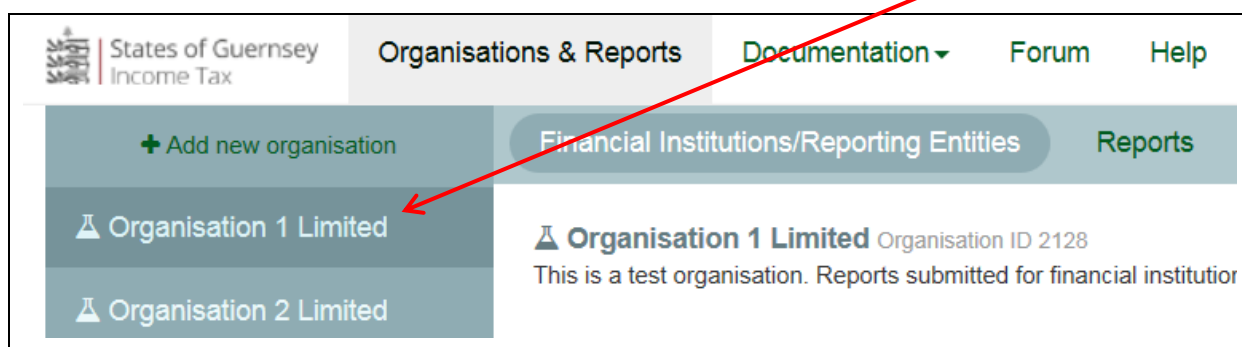 States of Guernsey
Income Tax
Organisations & Reports
Documentation
Forum
Help
+ Add new organisation
Financial Institutions/Reporting Entities
Reports
Organisation 1 Limited
Organisation 1 Limited Organisation ID 2128
This is a test organisation. Reports submitted for financial institution
Organisation 2 Limited